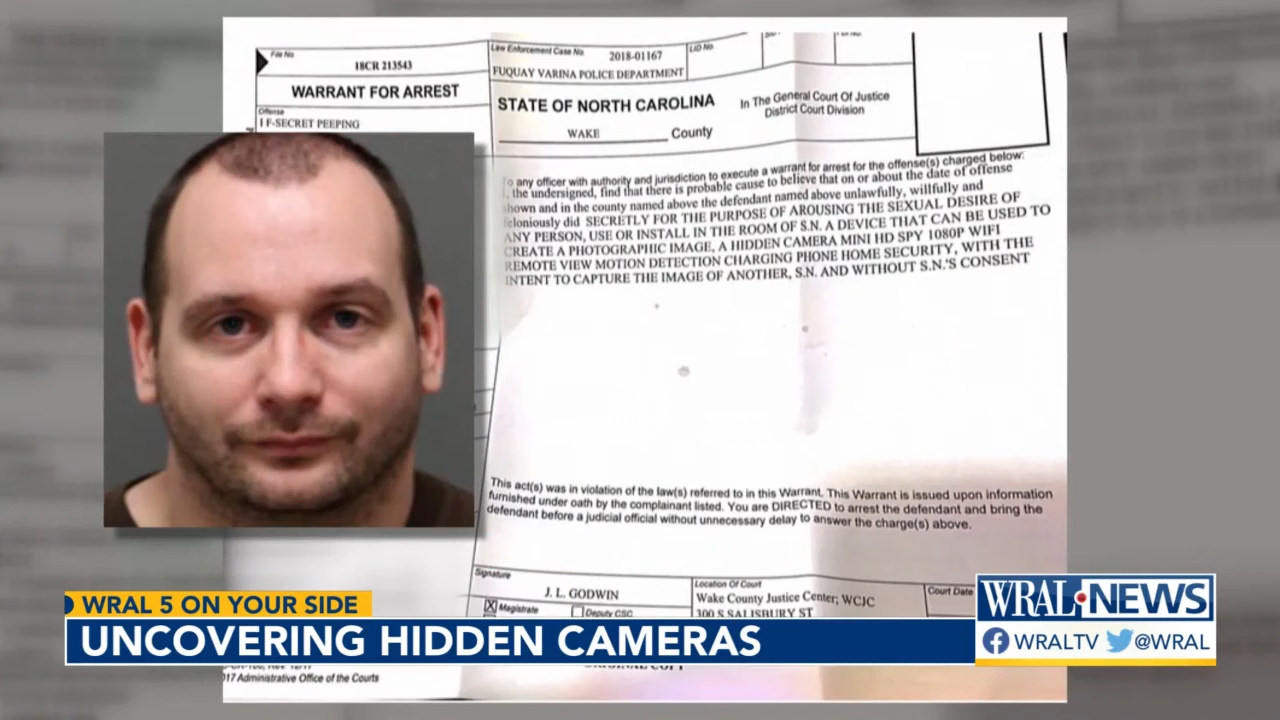 File No.
18CR 213543
WARRANT FOR ARREST
Offense
I F-SECRET PEEPING
Law Enforcement Case No.
2018-01167
LID No.
FUQUAY VARINA POLICE DEPARTMENT
STATE OF NORTH CAROLINA
WAKE County
In The General Court Of Justice
District Court Division
To any officer with authority and jurisdiction to execute a warrant for arrest for the offense(s) charged below:
I, the undersigned, find that there is probable cause to believe that on or about the date of offense
shown and in the county named above the defendant named above unlawfully, willfully and
feloniously did SECRETLY FOR THE PURPOSE OF AROUSING THE SEXUAL DESIRE OF
ANY PERSON, USE OR INSTALL IN THE ROOM OF S.N. A DEVICE THAT CAN BE USED TO
CREATE A PHOTOGRAPHIC IMAGE, A HIDDEN CAMERA MINI HD SPY 1080P WIFI
REMOTE VIEW MOTION DETECTION CHARGING PHONE HOME SECURITY, WITH THE
INTENT TO CAPTURE THE IMAGE OF ANOTHER, S.N. AND WITHOUT S.N.'S CONSENT
This act(s) was in violation of the law(s) referred to in this Warrant. This Warrant is issued upon information
furnished under oath by the complainant listed. You are DIRECTED to arrest the defendant and bring the
defendant before a judicial official without unnecessary delay to answer the charge(s) above.
Signature
J. L. GODWIN
X Magistrate
Deputy CSC
Location Of Court
Wake County Justice Center, WCJC
300 S SALISBURY ST
Court Date
WRAL 5 ON YOUR SIDE
UNCOVERING HIDDEN CAMERAS
WRAL NEWS
WRALTV @WRAL
017 Administrative Office of the Courts